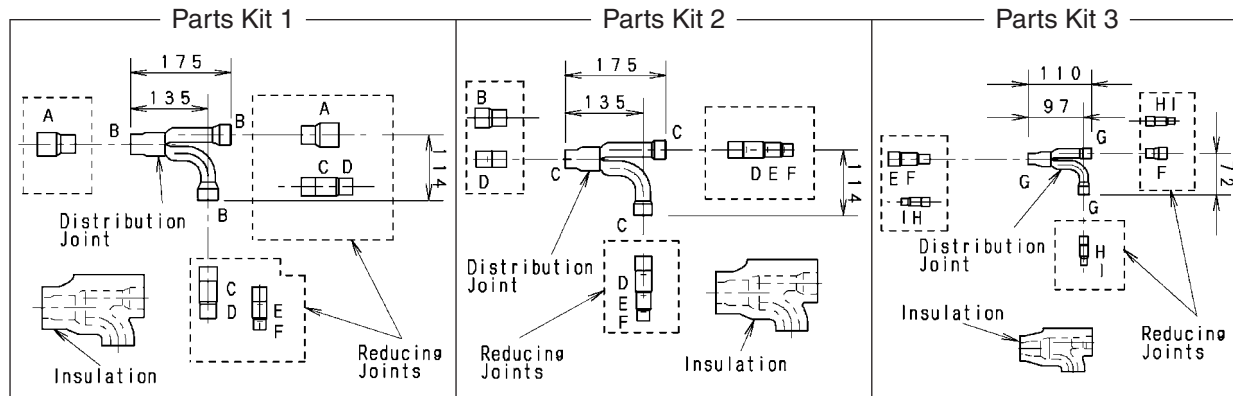 Parts Kit 1
175
135
A
B
B
A
C D
114
B
Distribution
Joint
C
D
E
F
Reducing
Joints
Insulation
Parts Kit 2
175
135
B
D
C
C
D E F
114
C
Distribution
Joint
D
E
F
Reducing
Joints
Insulation
Parts Kit 3
110
97
H I
G
F
E F
I H
G
72
G
Distribution
Joint
H
I
Insulation
Reducing
Joints